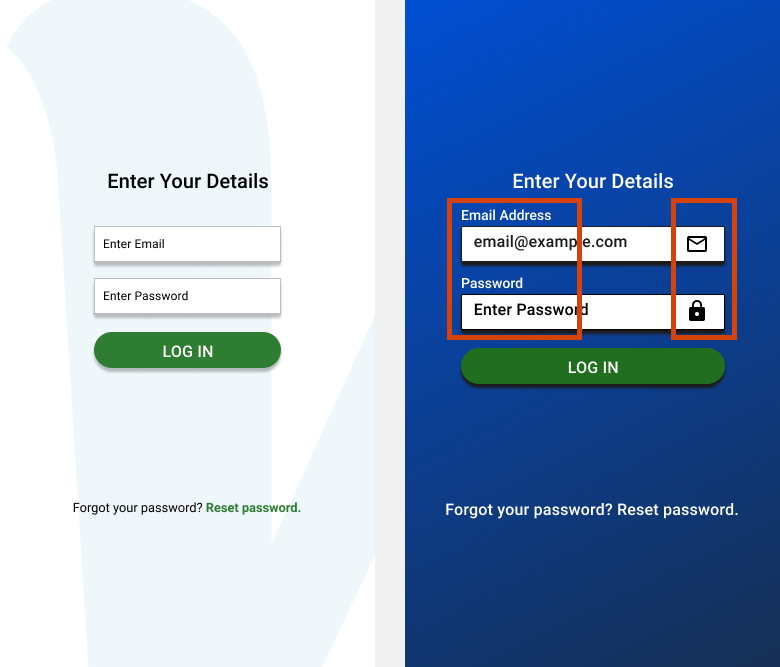 Enter Your Details
Enter Email
Enter Password
LOG IN
Forgot your password? Reset password.
Enter Your Details
Email Address
email@example.com
Password
Enter Password
LOG IN
Forgot your password? Reset password.